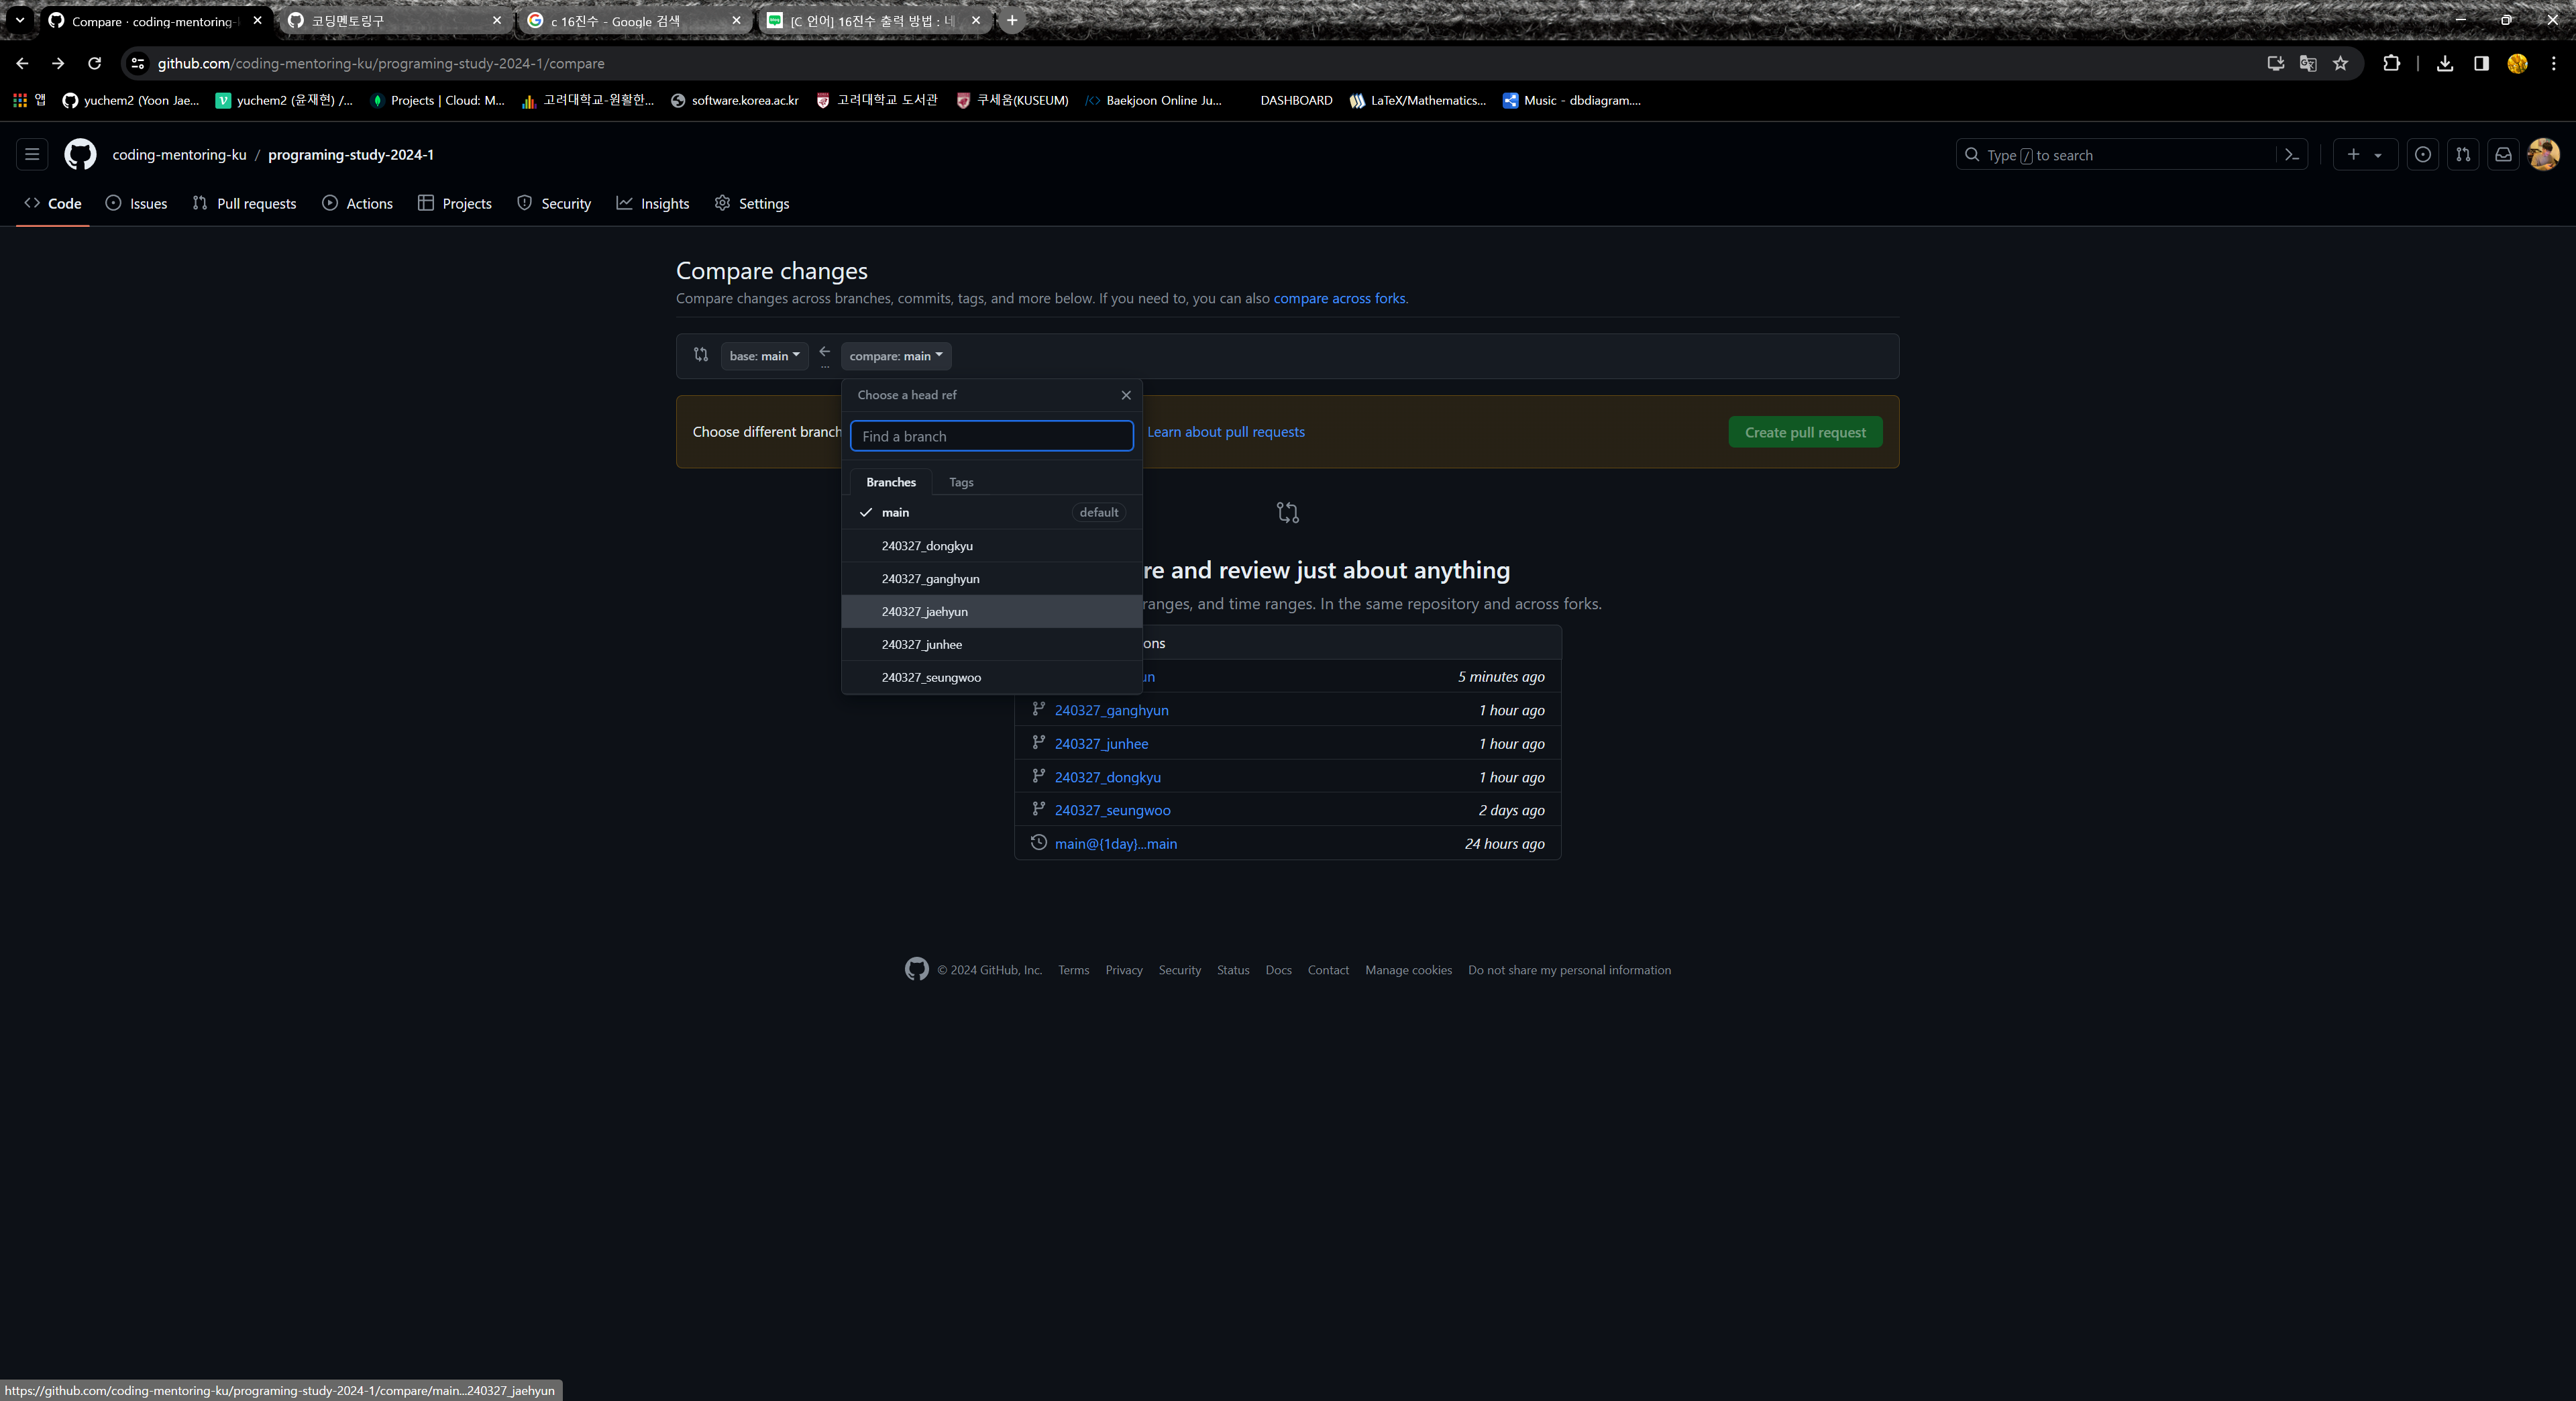 Compare · coding-mentoring-
코딩멘토링구
c 16진수 - Google 검색
[C 언어] 16진수 출력 방법 : 네
github.com/coding-mentoring-ku/programing-study-2024-1/compare
앱
yuchem2 (Yoon Jae...
yuchem2 (윤재현) /...
Projects | Cloud: M...
고려대학교-원활한...
software.korea.ac.kr
고려대학교 도서관
쿠세움(KUSEUM)
Baekjoon Online Ju...
DASHBOARD
LaTeX/Mathematics...
Music - dbdiagram....
coding-mentoring-ku / programing-study-2024-1
Type / to search
Code
Issues
Pull requests
Actions
Projects
Security
Insights
Settings
Compare changes
Compare changes across branches, commits, tags, and more below. If you need to, you can also compare across forks.
base: main
...
compare: main
Choose a head ref
Choose different branch
Find a branch
Learn about pull requests
Create pull request
Branches
Tags
main
default
240327_dongkyu
240327_ganghyun
240327_jaehyun
240327_junhee
240327_seungwoo
re and review just about anything
ranges, and time ranges. In the same repository and across forks.
ons
un
5 minutes ago
240327_ganghyun
1 hour ago
240327_junhee
1 hour ago
240327_dongkyu
1 hour ago
240327_seungwoo
2 days ago
main@{1day}...main
24 hours ago
© 2024 GitHub, Inc.
Terms
Privacy
Security
Status
Docs
Contact
Manage cookies
Do not share my personal information
https://github.com/coding-mentoring-ku/programing-study-2024-1/compare/main...240327_jaehyun